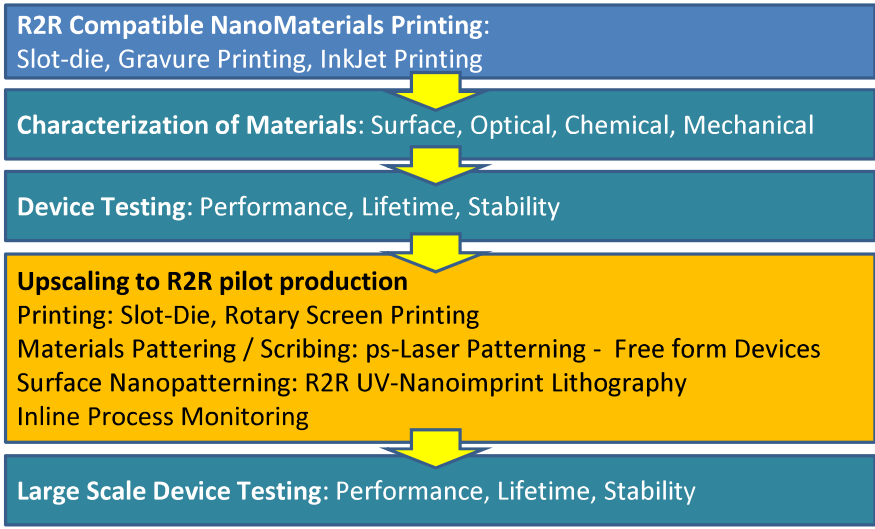 R2R Compatible NanoMaterials Printing:
Slot-die, Gravure Printing, InkJet Printing
Characterization of Materials: Surface, Optical, Chemical, Mechanical
Device Testing: Performance, Lifetime, Stability
Upscaling to R2R pilot production
Printing: Slot-Die, Rotary Screen Printing
Materials Pattering / Scribing: ps-Laser Patterning - Free form Devices
Surface Nanopatterning: R2R UV-Nanoimprint Lithography
Inline Process Monitoring
Large Scale Device Testing: Performance, Lifetime, Stability